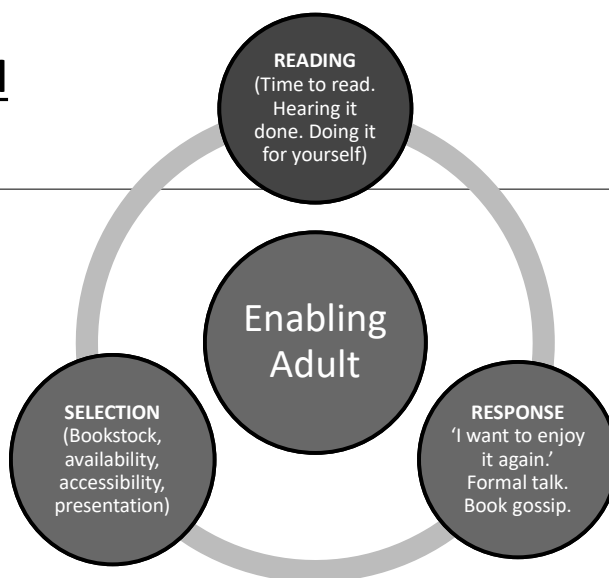 READING
(Time to read.
Hearing it
done. Doing it
for yourself)
Enabling
Adult
SELECTION
(Bookstock,
availability,
accessibility,
presentation)
RESPONSE
‘I want to enjoy
it again.’
Formal talk.
Book gossip.